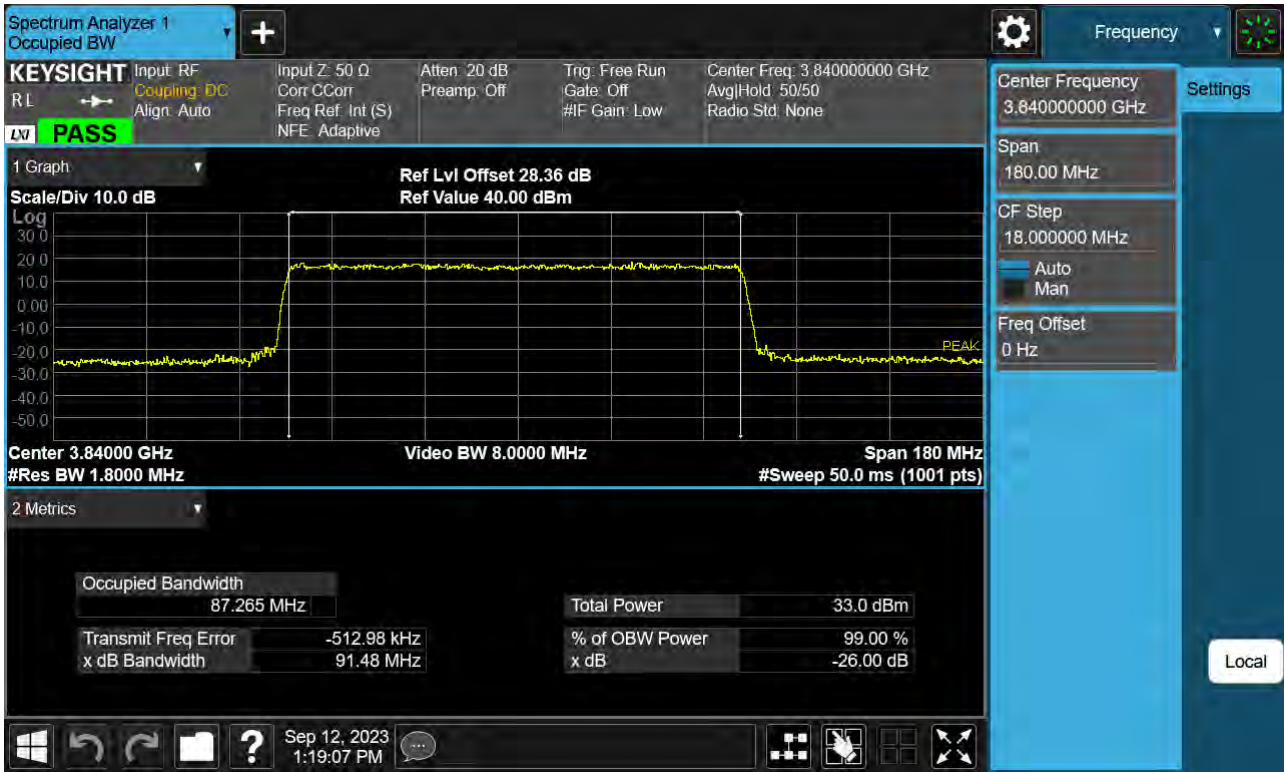 Spectrum Analyzer 1
Occupied BW
+
Frequency
KEYSIGHT
RL
LXI
PASS
Input: RF
Coupling: DC
Align: Auto
Input Z: 50 Ω
Corr CCorr
Freq Ref: Int (S)
NFE: Adaptive
Atten: 20 dB
Preamp: Off
Trig: Free Run
Gate: Off
#IF Gain: Low
Center Freq: 3.840000000 GHz
Avg|Hold: 50/50
Radio Std: None
Center Frequency
3.840000000 GHz
Settings
Span
180.00 MHz
CF Step
18.000000 MHz
Auto
Man
Freq Offset
0 Hz
1 Graph
Ref Lvl Offset 28.36 dB
Scale/Div 10.0 dB
Ref Value 40.00 dBm
Log
30.0
20.0
10.0
0.00
-10.0
-20.0
-30.0
-40.0
-50.0
PEAK
Center 3.84000 GHz
Video BW 8.0000 MHz
Span 180 MHz
#Res BW 1.8000 MHz
#Sweep 50.0 ms (1001 pts)
2 Metrics
Occupied Bandwidth
87.265 MHz
Total Power 33.0 dBm
Transmit Freq Error -512.98 kHz
% of OBW Power 99.00 %
x dB Bandwidth 91.48 MHz
x dB -26.00 dB
Local
?
Sep 12, 2023
1:19:07 PM